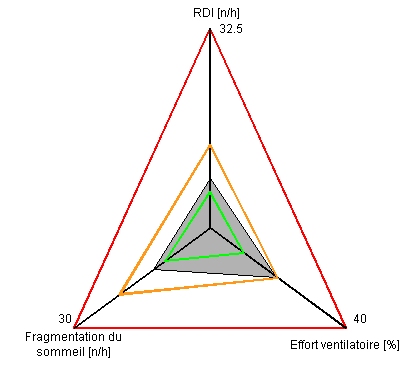 RDI [n/h]
32.5
30
40
Fragmentation du
sommeil [n/h]
Effort ventilatoire [%]